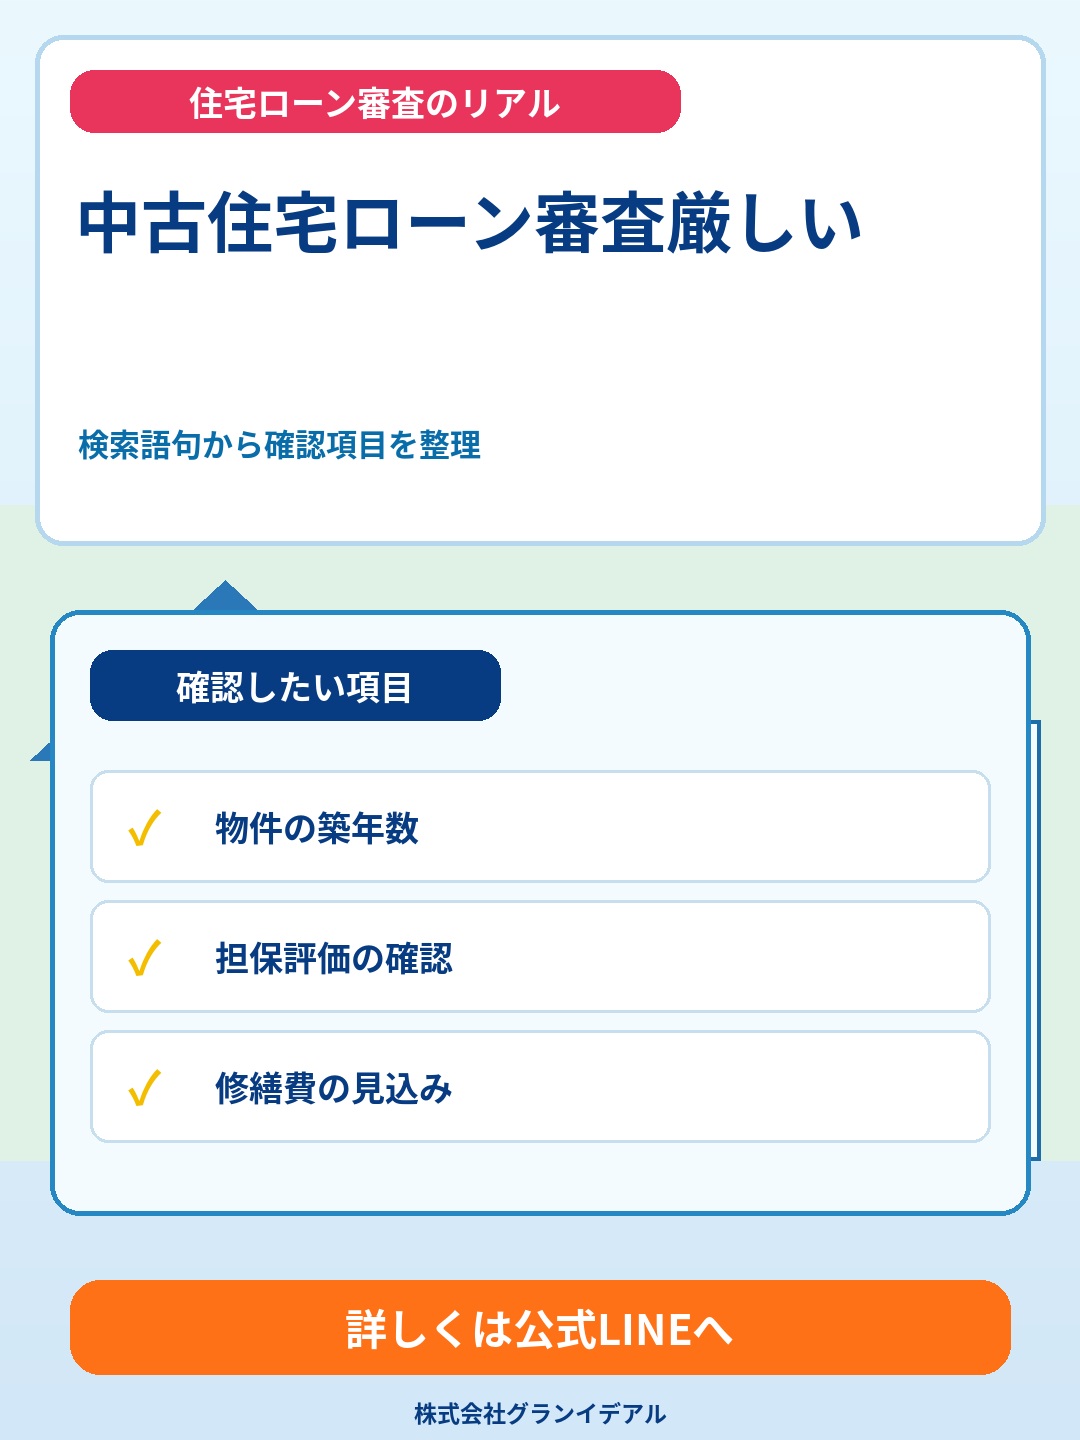 住宅ローン審査のリアル
中古住宅ローン審査厳しい
検索語句から確認項目を整理
確認したい項目
✓ 物件の築年数
✓ 担保評価の確認
✓ 修繕費の見込み
詳しくは公式LINEへ
株式会社グランイデアル